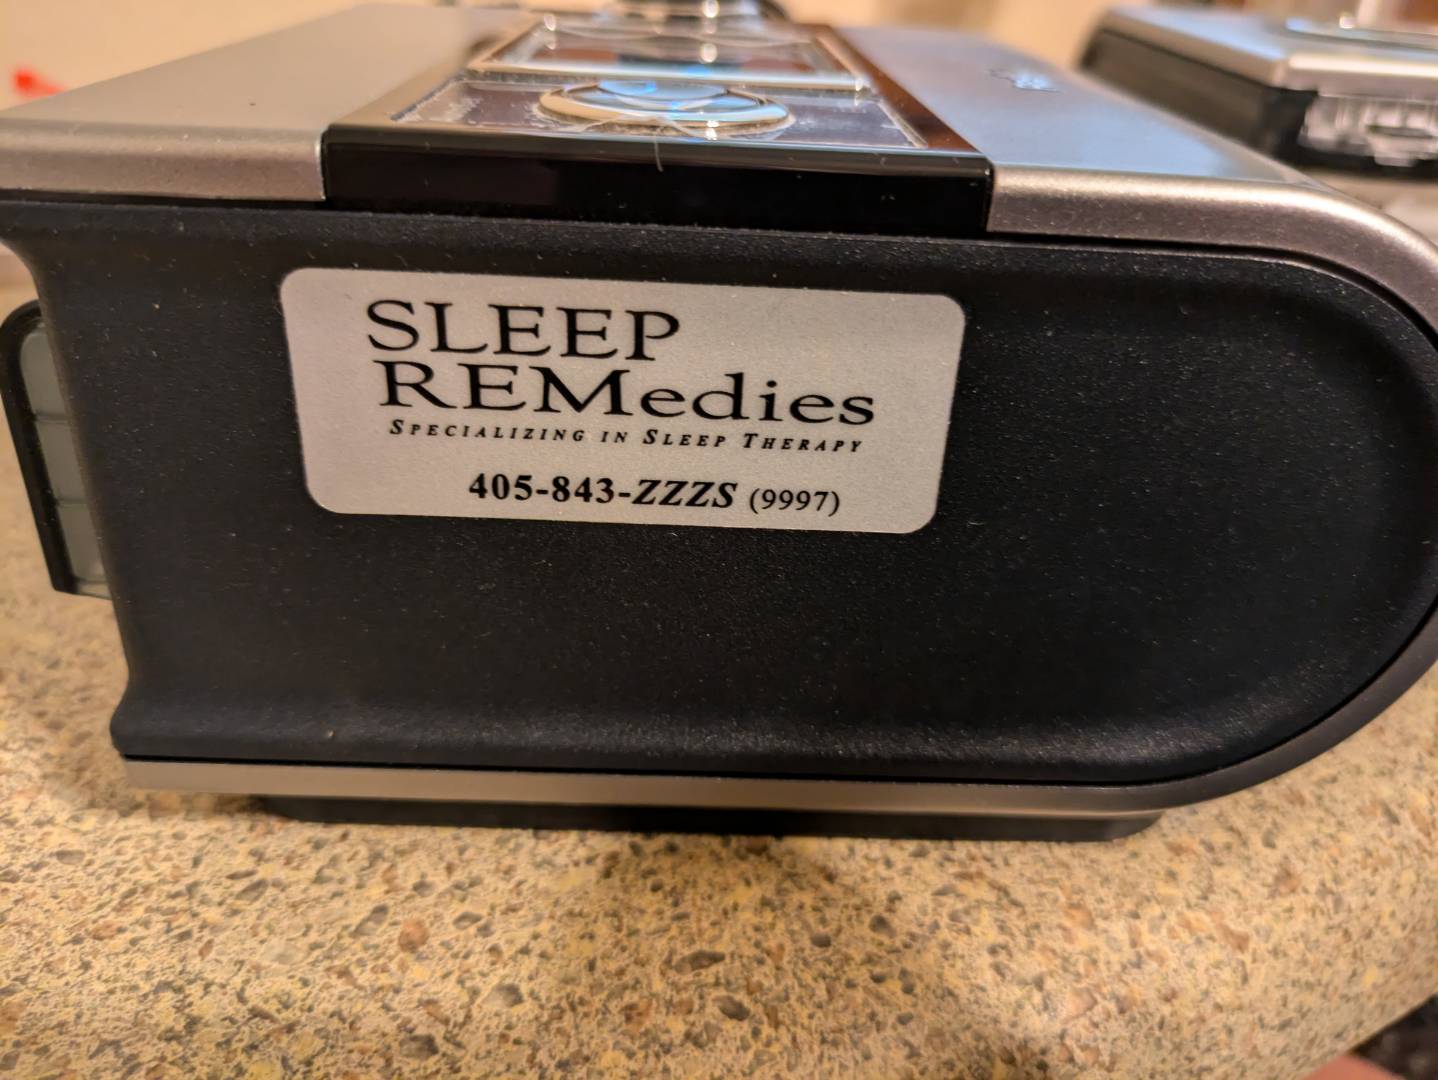 SLEEP
REMedies
SPECIALIZING IN SLEEP THERAPY
405-843-ZZZS (9997)